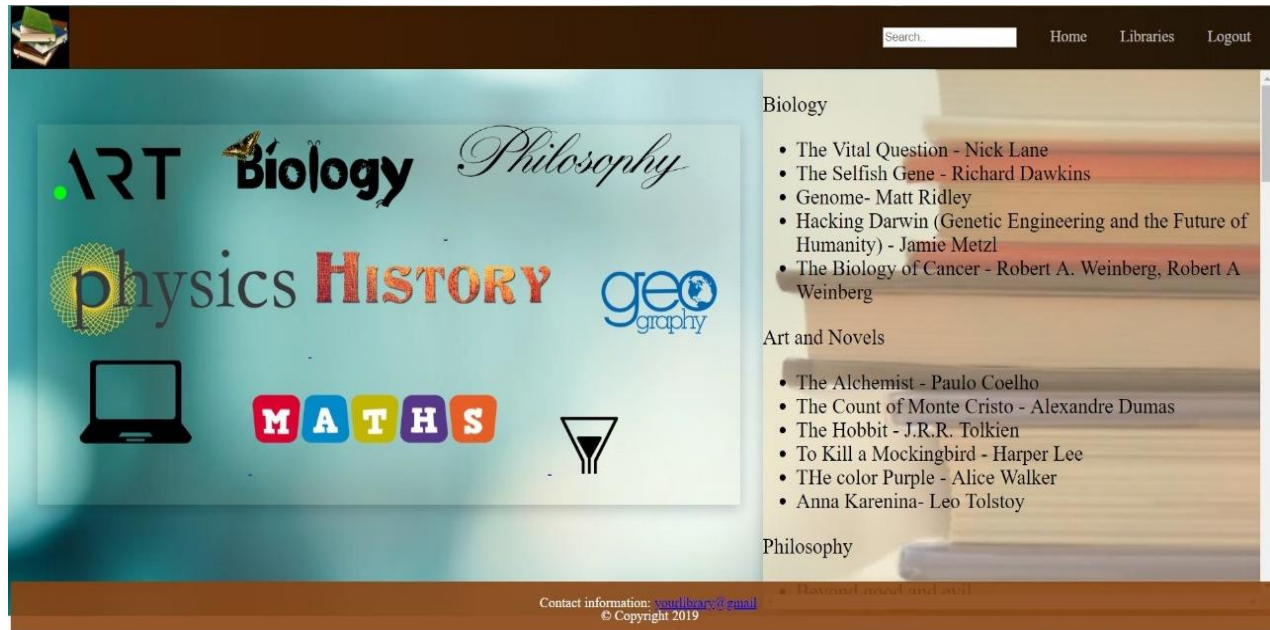 Search..
Home
Libraries
Logout
ART
Biology
Philosophy
physics
HISTORY
geo
graphy
MATHS
Biology
• The Vital Question - Nick Lane
• The Selfish Gene - Richard Dawkins
• Genome- Matt Ridley
• Hacking Darwin (Genetic Engineering and the Future of
Humanity) - Jamie Metzl
• The Biology of Cancer - Robert A. Weinberg, Robert A
Weinberg
Art and Novels
• The Alchemist - Paulo Coelho
• The Count of Monte Cristo - Alexandre Dumas
• The Hobbit - J.R.R. Tolkien
• To Kill a Mockingbird - Harper Lee
• THe color Purple - Alice Walker
• Anna Karenina- Leo Tolstoy
Philosophy
• Beyond good and evil
Contact information: yourlibrary@gmail
© Copyright 2019